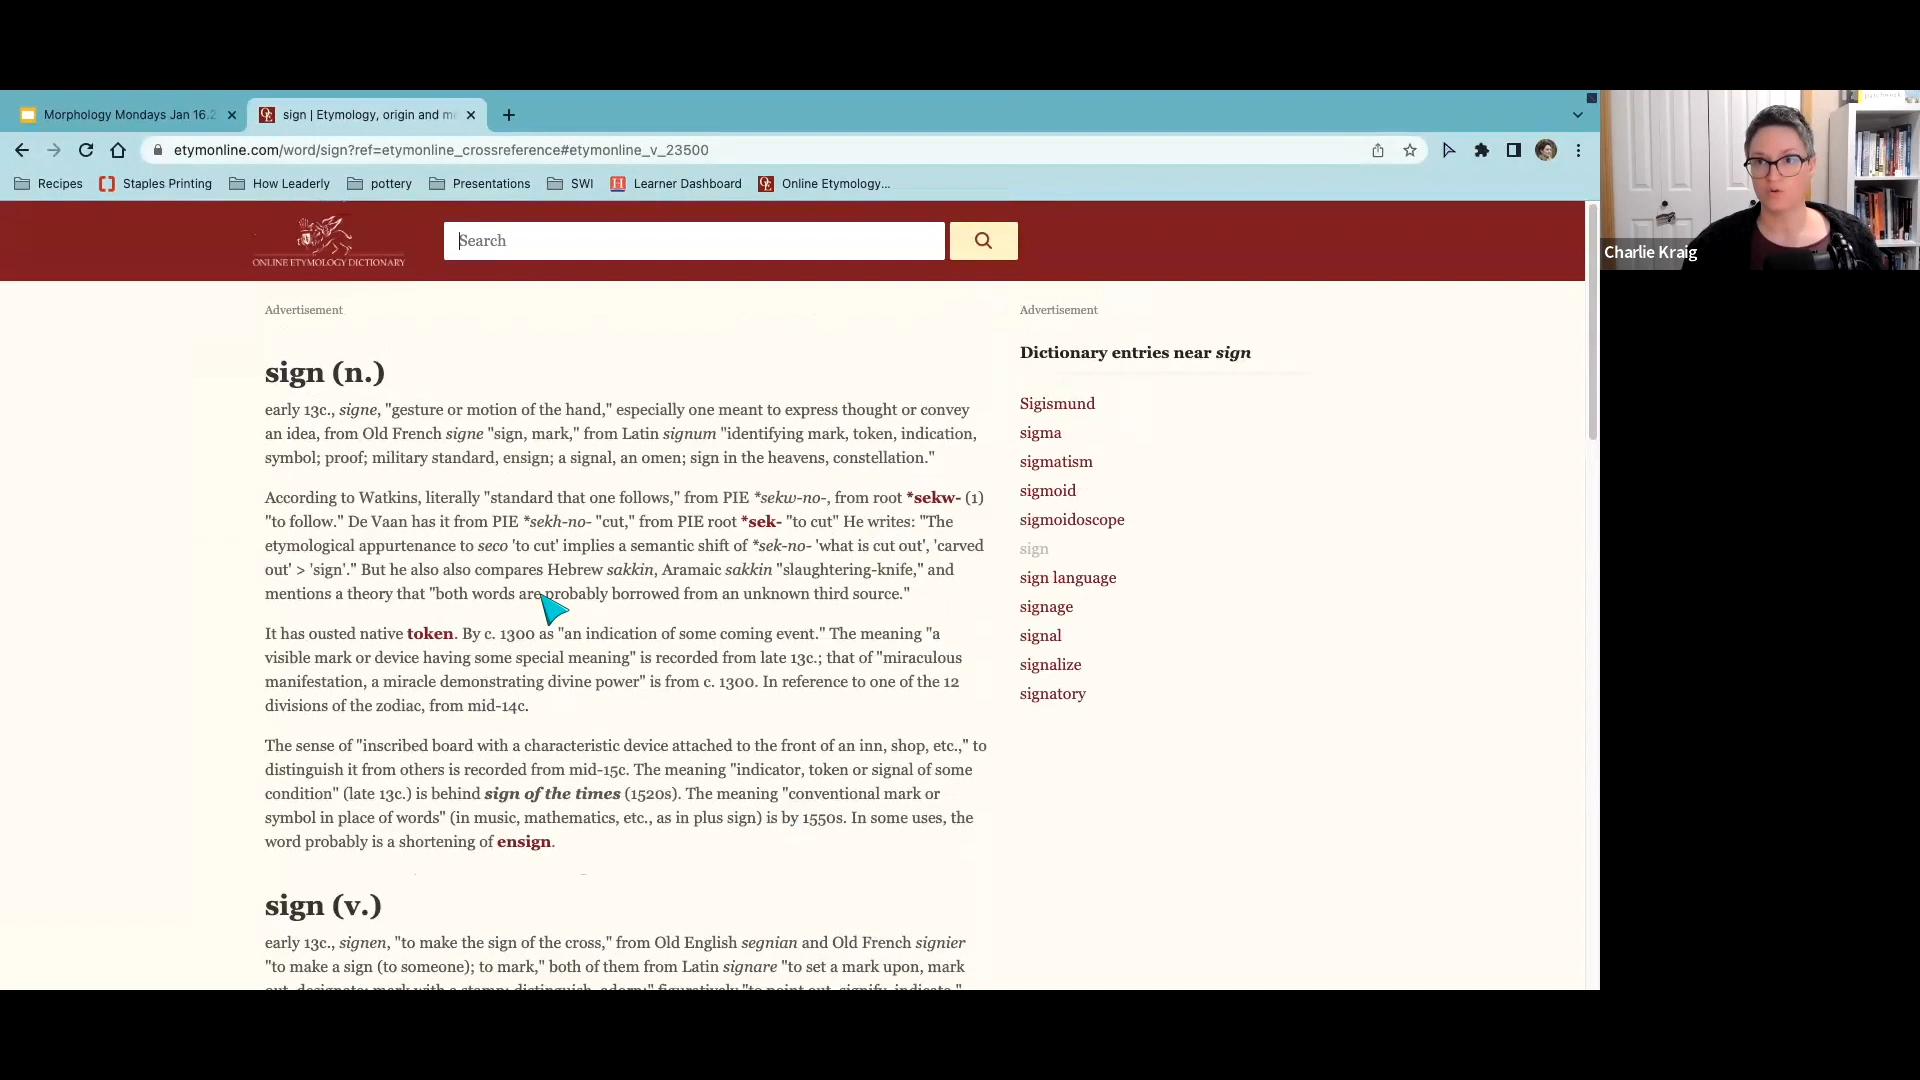 Morphology Mondays Jan 16.2
sign | Etymology, origin and me
etymonline.com/word/sign?ref=etymonline_crossreference#etymonline_v_23500
Recipes
Staples Printing
How Leaderly
pottery
Presentations
SWI
Learner Dashboard
Online Etymology...
Charlie Kraig
ONLINE ETYMOLOGY DICTIONARY
Search
Advertisement
sign (n.)
early 13c., signe, "gesture or motion of the hand," especially one meant to express thought or convey
an idea, from Old French signe "sign, mark," from Latin signum "identifying mark, token, indication,
symbol; proof; military standard, ensign; a signal, an omen; sign in the heavens, constellation."
According to Watkins, literally "standard that one follows," from PIE *sekw-no-, from root *sekw- (1)
"to follow." De Vaan has it from PIE *sekh-no- "cut," from PIE root *sek- "to cut" He writes: "The
etymological appurtenance to seco 'to cut' implies a semantic shift of *sek-no- 'what is cut out', 'carved
out' > 'sign'." But he also also compares Hebrew sakkin, Aramaic sakkin "slaughtering-knife," and
mentions a theory that "both words are probably borrowed from an unknown third source."
It has ousted native token. By c. 1300 as "an indication of some coming event." The meaning "a
visible mark or device having some special meaning" is recorded from late 13c.; that of "miraculous
manifestation, a miracle demonstrating divine power" is from c. 1300. In reference to one of the 12
divisions of the zodiac, from mid-14c.
The sense of "inscribed board with a characteristic device attached to the front of an inn, shop, etc.," to
distinguish it from others is recorded from mid-15c. The meaning "indicator, token or signal of some
condition" (late 13c.) is behind sign of the times (1520s). The meaning "conventional mark or
symbol in place of words" (in music, mathematics, etc., as in plus sign) is by 1550s. In some uses, the
word probably is a shortening of ensign.
sign (v.)
early 13c., signen, "to make the sign of the cross," from Old English segnian and Old French signier
"to make a sign (to someone); to mark," both of them from Latin signare "to set a mark upon, mark
out, designate; mark with a stamp; distinguish, adorn;" figuratively "to point out, signify, indicate,"
Advertisement
Dictionary entries near sign
Sigismund
sigma
sigmatism
sigmoid
sigmoidoscope
sign
sign language
signage
signal
signalize
signatory